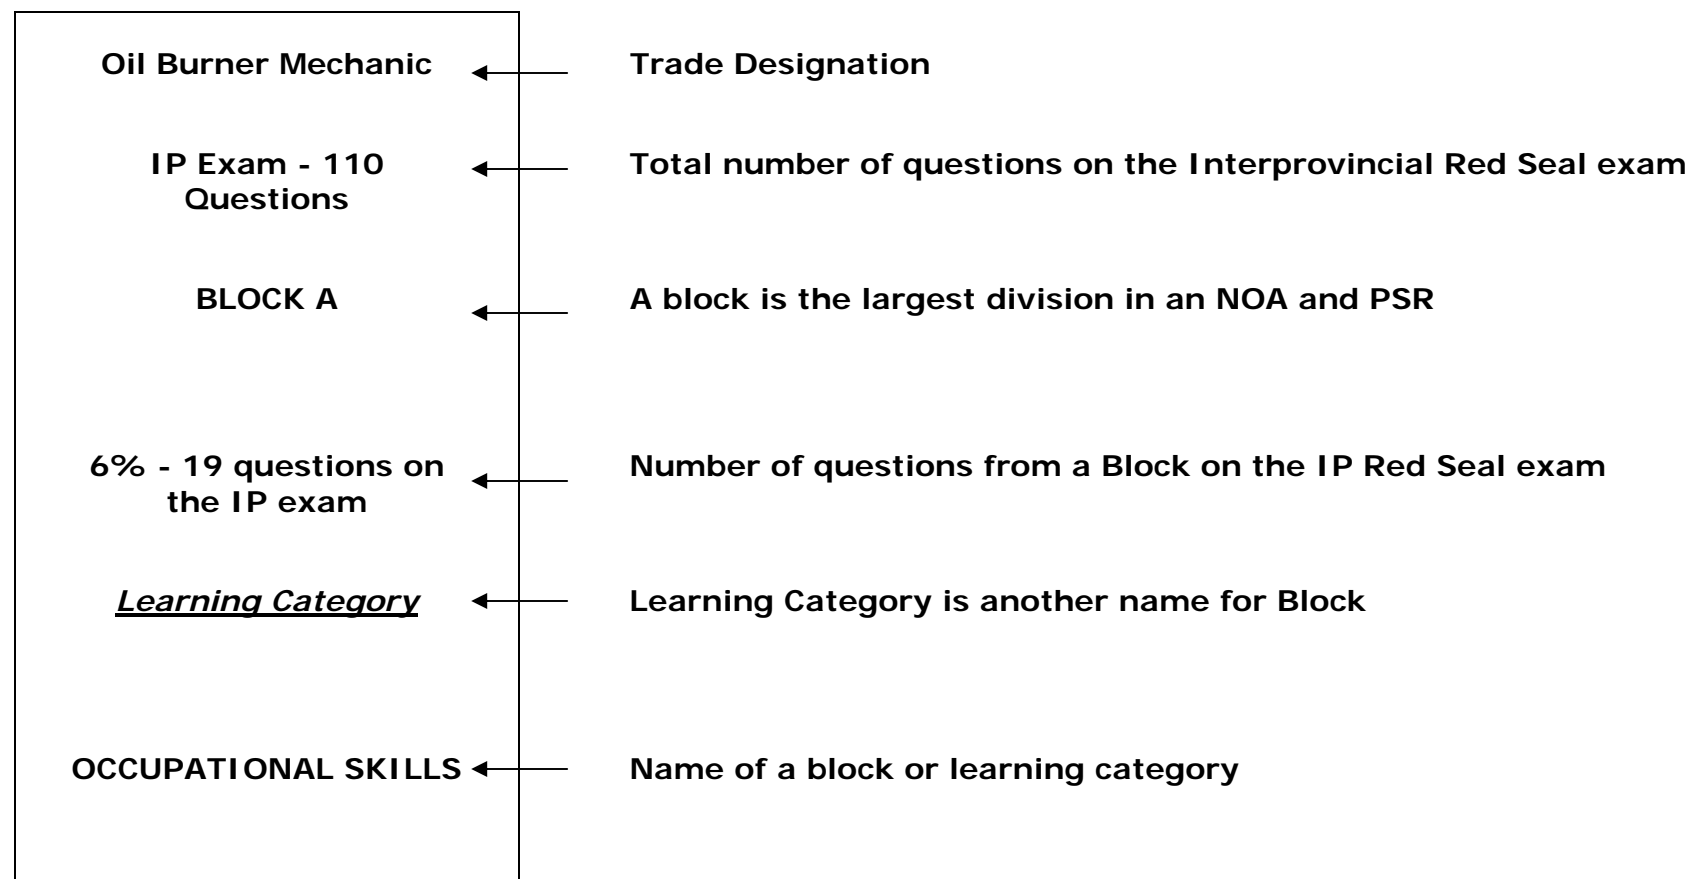 Oil Burner Mechanic
Trade Designation
IP Exam - 110
Questions
Total number of questions on the Interprovincial Red Seal exam
BLOCK A
A block is the largest division in an NOA and PSR
6% - 19 questions on
the IP exam
Number of questions from a Block on the IP Red Seal exam
Learning Category
Learning Category is another name for Block
OCCUPATIONAL SKILLS
Name of a block or learning category